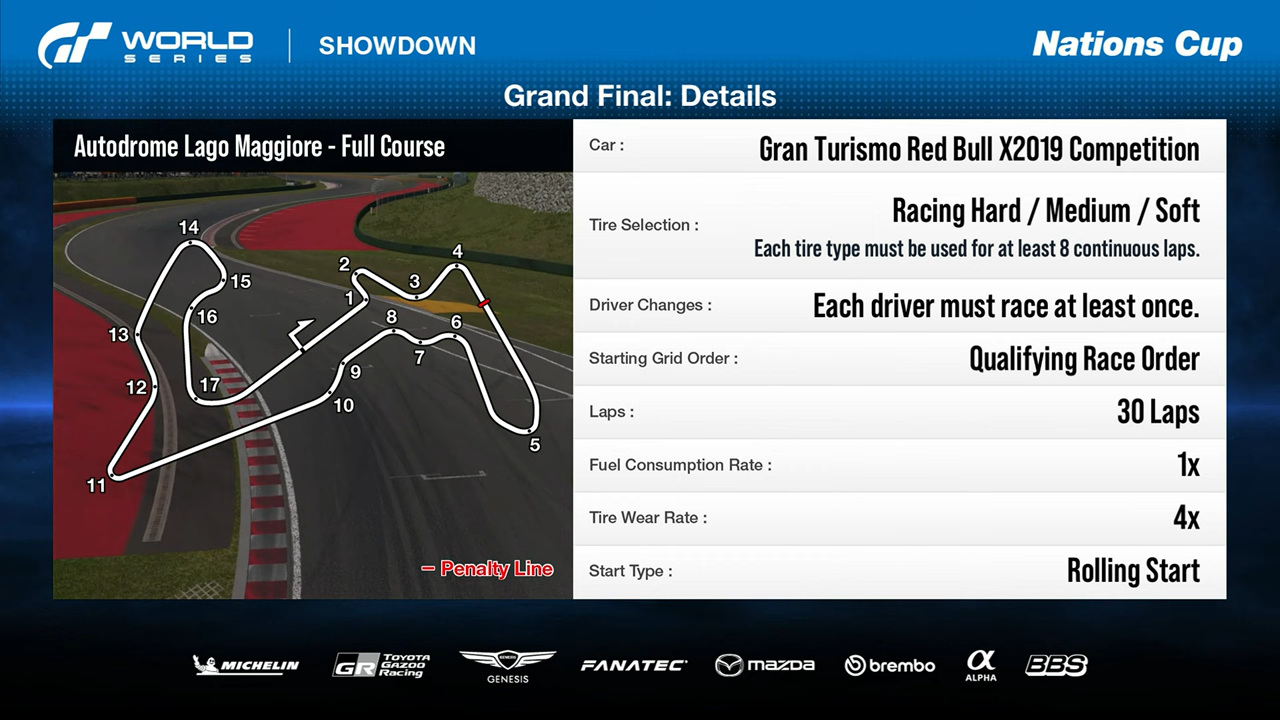 GT WORLD SERIES
SHOWDOWN
Nations Cup
Grand Final: Details
Autodrome Lago Maggiore - Full Course
14
15
16
13
12
17
11
2
1
3
4
8
6
7
9
10
5
— Penalty Line
Car : Gran Turismo Red Bull X2019 Competition
Tire Selection : Racing Hard / Medium / Soft
Each tire type must be used for at least 8 continuous laps.
Driver Changes : Each driver must race at least once.
Starting Grid Order : Qualifying Race Order
Laps : 30 Laps
Fuel Consumption Rate : 1x
Tire Wear Rate : 4x
Start Type : Rolling Start
MICHELIN
GR TOYOTA GAZOO Racing
GENESIS
GENESIS
FANATEC
mazda
brembo
α
ALPHA
BBS